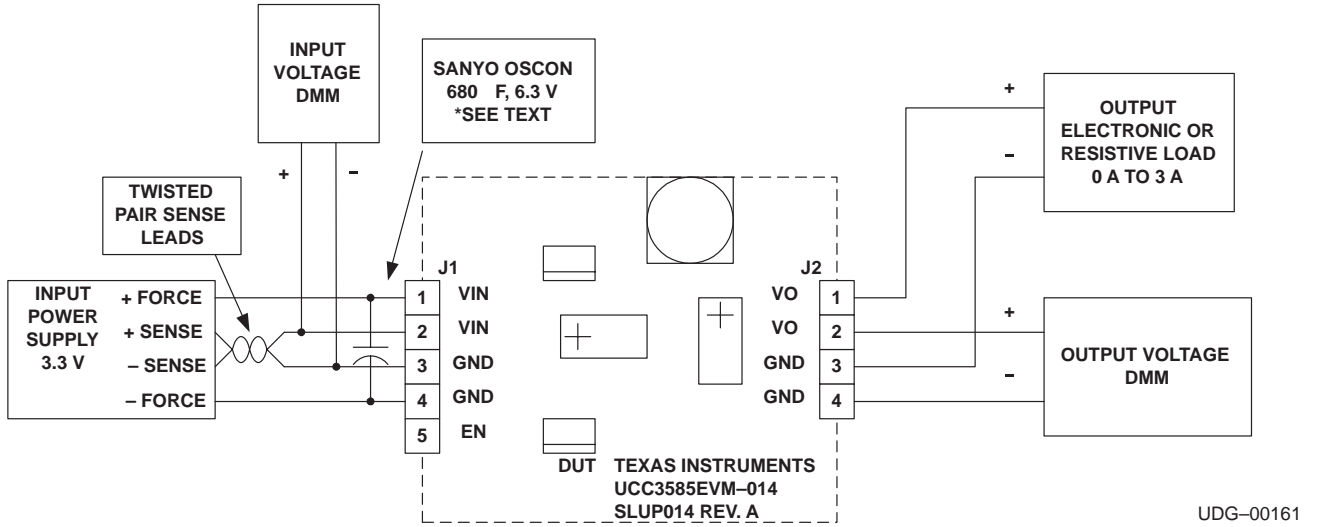 INPUT
VOLTAGE
DMM
+
–
SANYO OSCON
680 F, 6.3 V
*SEE TEXT
TWISTED
PAIR SENSE
LEADS
INPUT
POWER
SUPPLY
3.3 V
+ FORCE
+ SENSE
– SENSE
– FORCE
J1
1 VIN
2 VIN
3 GND
4 GND
5 EN
J2
VO 1
VO 2
GND 3
GND 4
+
–
OUTPUT
ELECTRONIC OR
RESISTIVE LOAD
0 A TO 3 A
+
–
OUTPUT VOLTAGE
DMM
DUT TEXAS INSTRUMENTS
UCC3585EVM–014
SLUP014 REV. A
UDG–00161